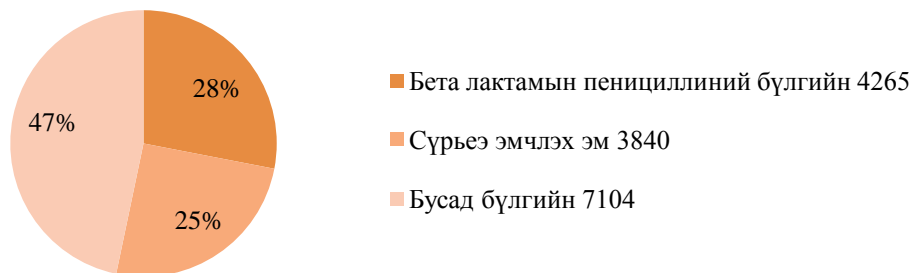 28%
Бета лактамын пенициллиний бүлгийн 4265
47%
Сүрьеэ эмчлэх эм 3840
Бусад бүлгийн 7104
25%